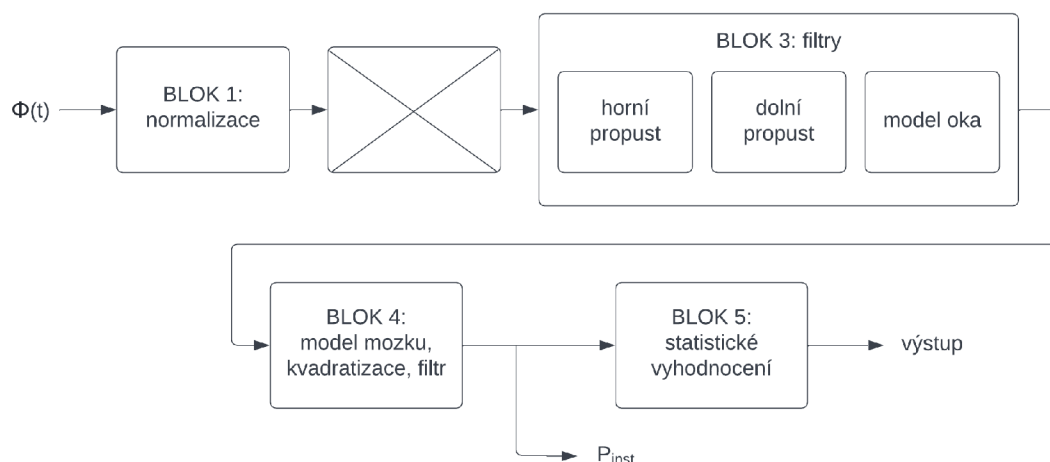 Φ(t)
BLOK 1:
normalizace
BLOK 3: filtry
horní
propust
dolní
propust
model oka
BLOK 4:
model mozku,
kvadratizace, filtr
BLOK 5:
statistické
vyhodnocení
výstup
P_inst